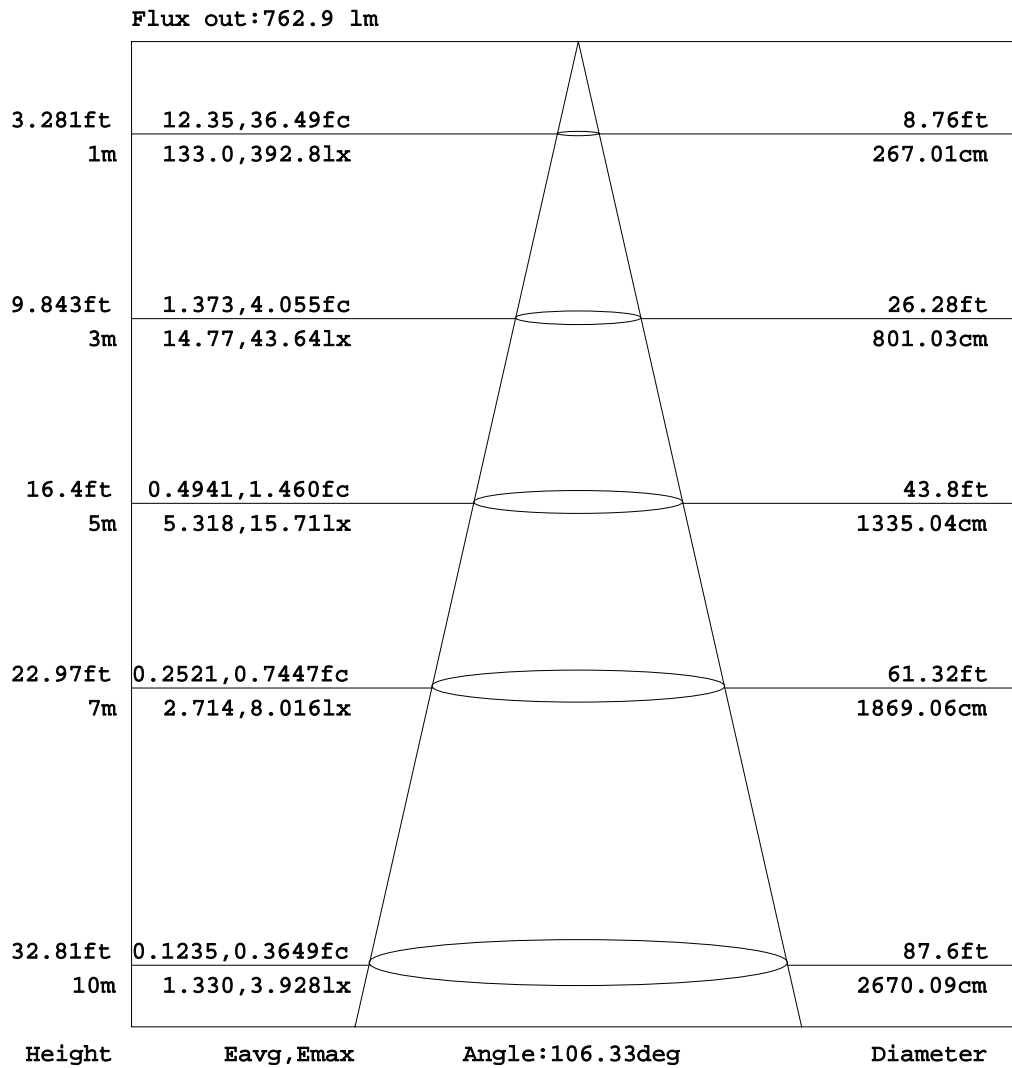 Flux out:762.9 lm
3.281ft 12.35,36.49fc 8.76ft
1m 133.0,392.8lx 267.01cm
9.843ft 1.373,4.055fc 26.28ft
3m 14.77,43.64lx 801.03cm
16.4ft 0.4941,1.460fc 43.8ft
5m 5.318,15.71lx 1335.04cm
22.97ft 0.2521,0.7447fc 61.32ft
7m 2.714,8.016lx 1869.06cm
32.81ft 0.1235,0.3649fc 87.6ft
10m 1.330,3.928lx 2670.09cm
Height Eavg,Emax Angle:106.33deg Diameter